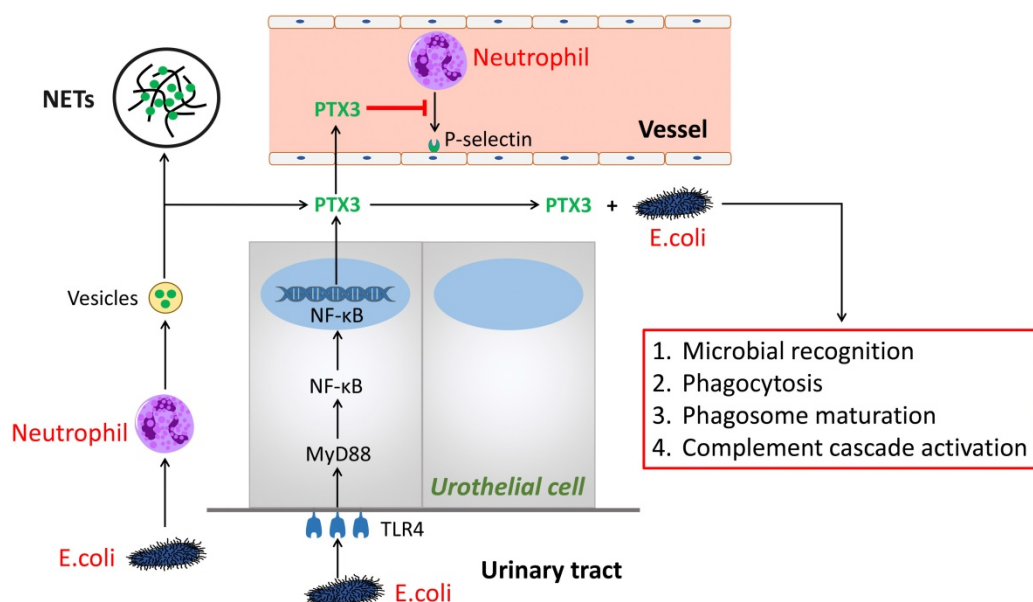 Neutrophil
NETs
PTX3
Vessel
P-selectin
PTX3
PTX3 +
E.coli
Vesicles
NF-κB
NF-κB
Neutrophil
MyD88
Urothelial cell
1. Microbial recognition
2. Phagocytosis
3. Phagosome maturation
4. Complement cascade activation
TLR4
E.coli
Urinary tract
E.coli